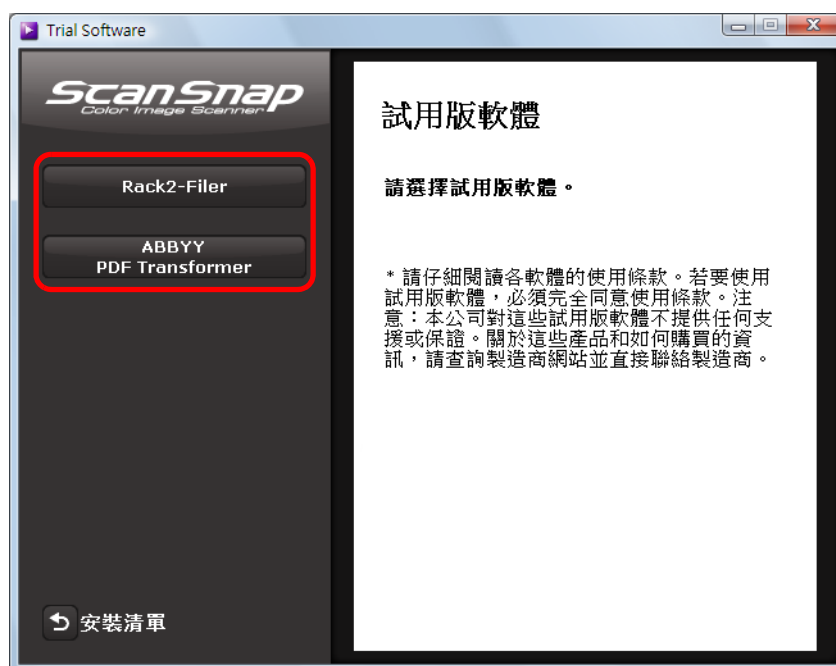 Trial Software
ScanSnap
Color Image Scanner
Rack2-Filer
ABBYY
PDF Transformer
安裝清單
試用版軟體
請選擇試用版軟體。
* 請仔細閱讀各軟體的使用條款。若要使用
試用版軟體，必須完全同意使用條款。注
意：本公司對這些試用版軟體不提供任何支
援或保證。關於這些產品和如何購買的資
訊，請查詢製造商網站並直接聯絡製造商。